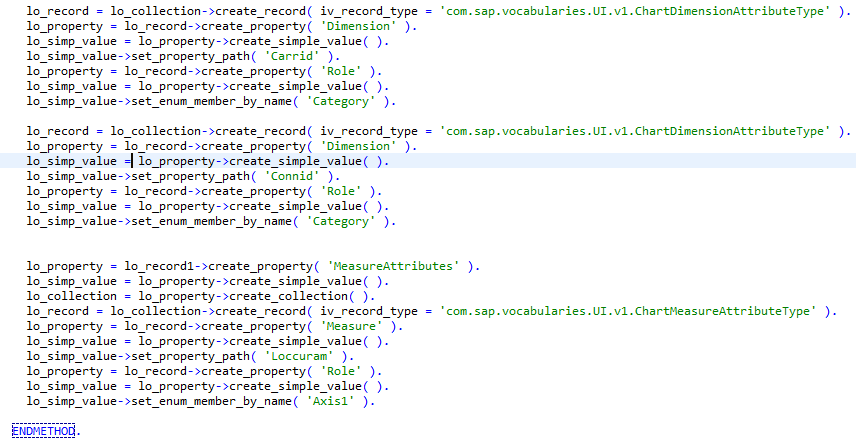 lo_record = lo_collection->create_record( iv_record_type = 'com.sap.vocabularies.UI.v1.ChartDimensionAttributeType' ).
lo_property = lo_record->create_property( 'Dimension' ).
lo_simp_value = lo_property->create_simple_value( ).
lo_simp_value->set_property_path( 'Carrid' ).
lo_property = lo_record->create_property( 'Role' ).
lo_simp_value = lo_property->create_simple_value( ).
lo_simp_value->set_enum_member_by_name( 'Category' ).
lo_record = lo_collection->create_record( iv_record_type = 'com.sap.vocabularies.UI.v1.ChartDimensionAttributeType' ).
lo_property = lo_record->create_property( 'Dimension' ).
lo_simp_value = lo_property->create_simple_value( ).
lo_simp_value->set_property_path( 'Connid' ).
lo_property = lo_record->create_property( 'Role' ).
lo_simp_value = lo_property->create_simple_value( ).
lo_simp_value->set_enum_member_by_name( 'Category' ).
lo_property = lo_record1->create_property( 'MeasureAttributes' ).
lo_simp_value = lo_property->create_simple_value( ).
lo_collection = lo_property->create_collection( ).
lo_record = lo_collection->create_record( iv_record_type = 'com.sap.vocabularies.UI.v1.ChartMeasureAttributeType' ).
lo_property = lo_record->create_property( 'Measure' ).
lo_simp_value = lo_property->create_simple_value( ).
lo_simp_value->set_property_path( 'Loccuram' ).
lo_property = lo_record->create_property( 'Role' ).
lo_simp_value = lo_property->create_simple_value( ).
lo_simp_value->set_enum_member_by_name( 'Axis1' ).
ENDMETHOD.